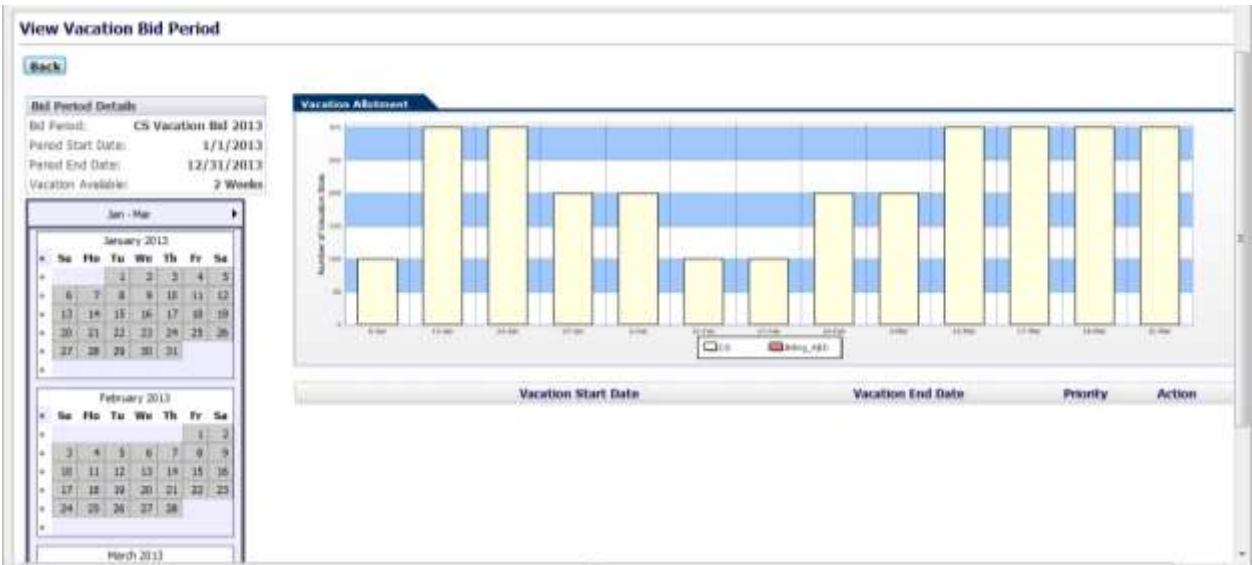 View Vacation Bid Period
Back
Bid Period Details
Bid Period: CS Vacation Bid 2013
Period Start Date: 1/1/2013
Period End Date: 12/31/2013
Vacation Available: 2 Weeks
Jan - Mar
January 2013
Su Mo Tu We Th Fr Sa
1 2 3 4 5
6 7 8 9 10 11 12
13 14 15 16 17 18 19
20 21 22 23 24 25 26
27 28 29 30 31
February 2013
Su Mo Tu We Th Fr Sa
1 2
3 4 5 6 7 8 9
10 11 12 13 14 15 16
17 18 19 20 21 22 23
24 25 26 27 28
March 2013
Vacation Allotment
Vacation Start Date Vacation End Date Priority Action